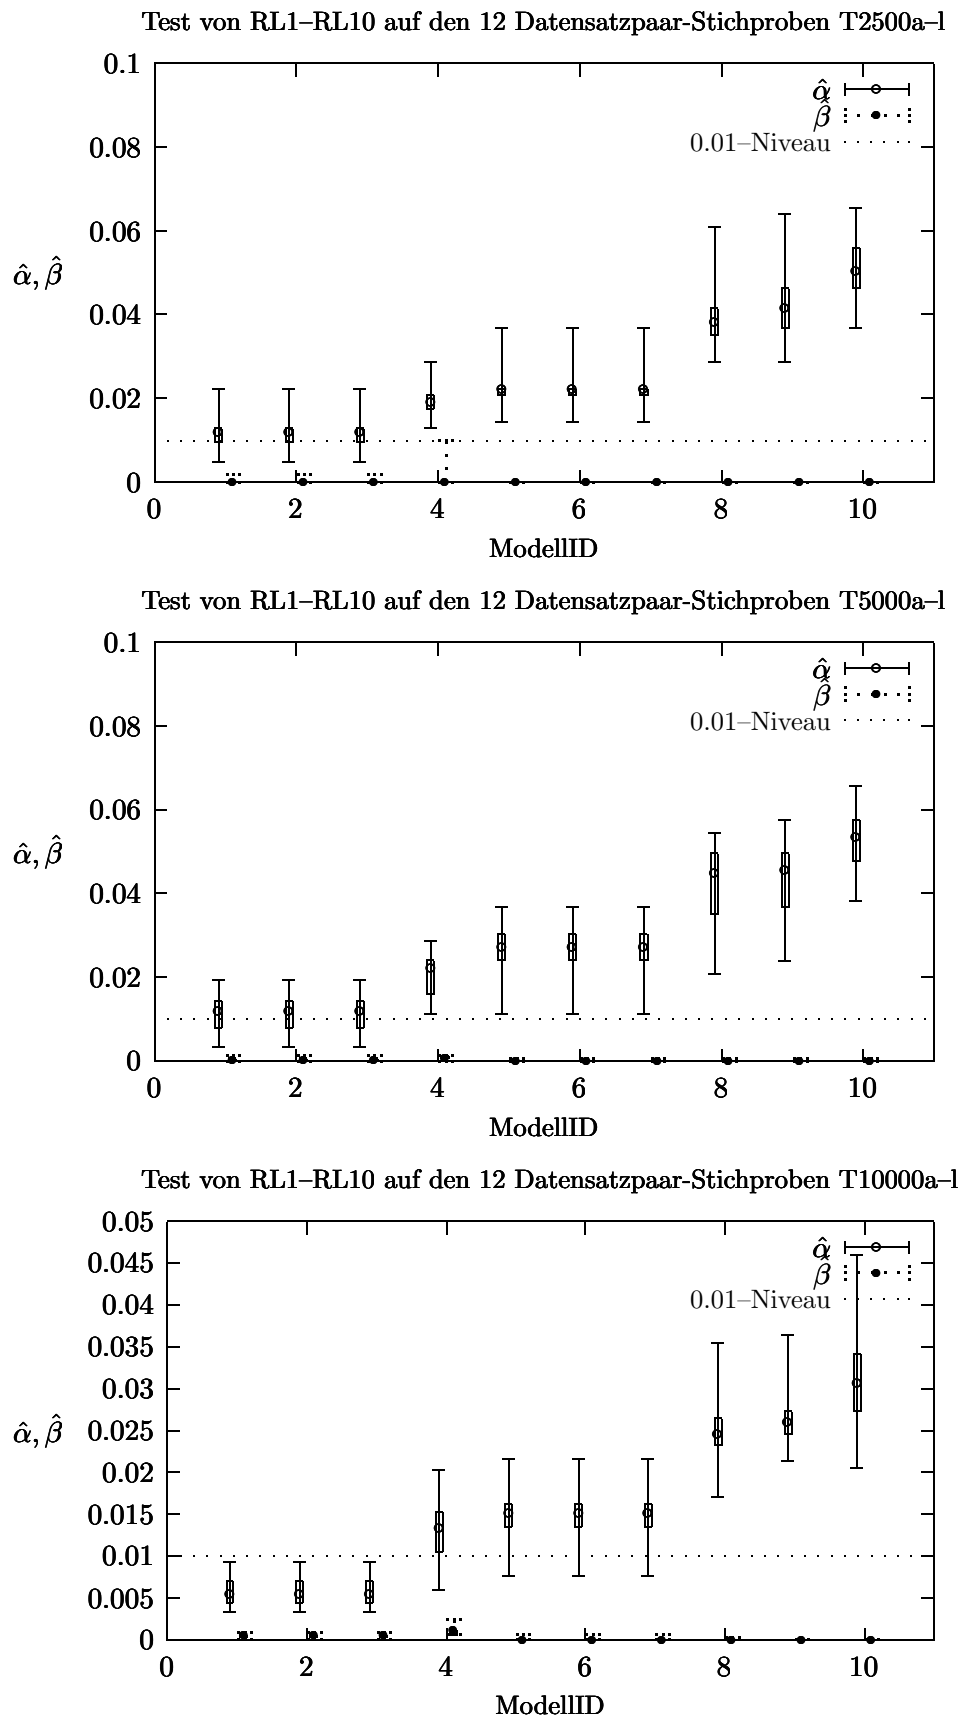 Test von RL1–RL10 auf den 12 Datensatzpaar-Stichproben T2500a–l
0.1
0.08
0.06
0.04
0.02
0
α̂, β̂
α̂
β̂
0.01–Niveau
0 2 4 6 8 10
ModellID
Test von RL1–RL10 auf den 12 Datensatzpaar-Stichproben T5000a–l
0.1
0.08
0.06
0.04
0.02
0
α̂, β̂
α̂
β̂
0.01–Niveau
0 2 4 6 8 10
ModellID
Test von RL1–RL10 auf den 12 Datensatzpaar-Stichproben T10000a–l
0.05
0.045
0.04
0.035
0.03
0.025
0.02
0.015
0.01
0.005
0
α̂, β̂
α̂
β̂
0.01–Niveau
0 2 4 6 8 10
ModellID